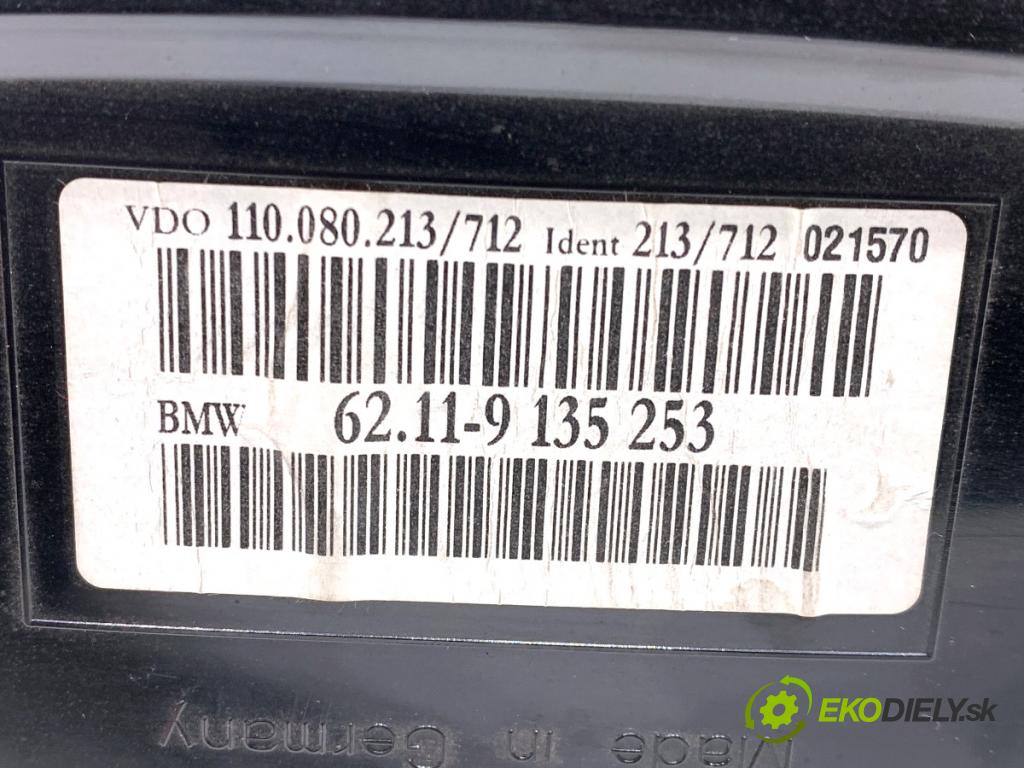 VDO 110.080.213/712 Ident 213/712 021570
BMW 62.11-9 135 253
Made in Germany
EKODIELY.sk